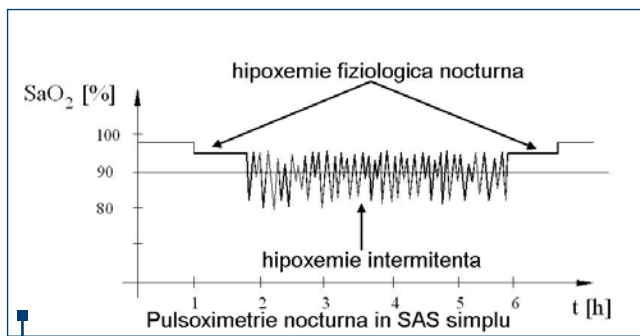 hipoxemie fiziologica nocturna
SaO₂ [%]
100
90
80
hipoxemie intermitenta
1 2 3 4 5 6 t [h]
Pulsoximetrie nocturna in SAS simplu